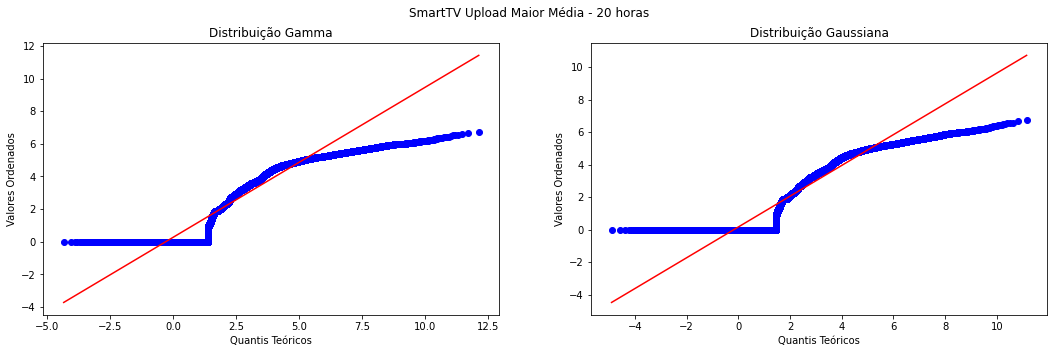 SmartTV Upload Maior Média - 20 horas
Distribuição Gamma
12
10
8
6
4
2
0
−2
−4
Valores Ordenados
−5.0 −2.5 0.0 2.5 5.0 7.5 10.0 12.5
Quantis Teóricos
Distribuição Gaussiana
10
8
6
4
2
0
−2
−4
Valores Ordenados
−4 −2 0 2 4 6 8 10
Quantis Teóricos